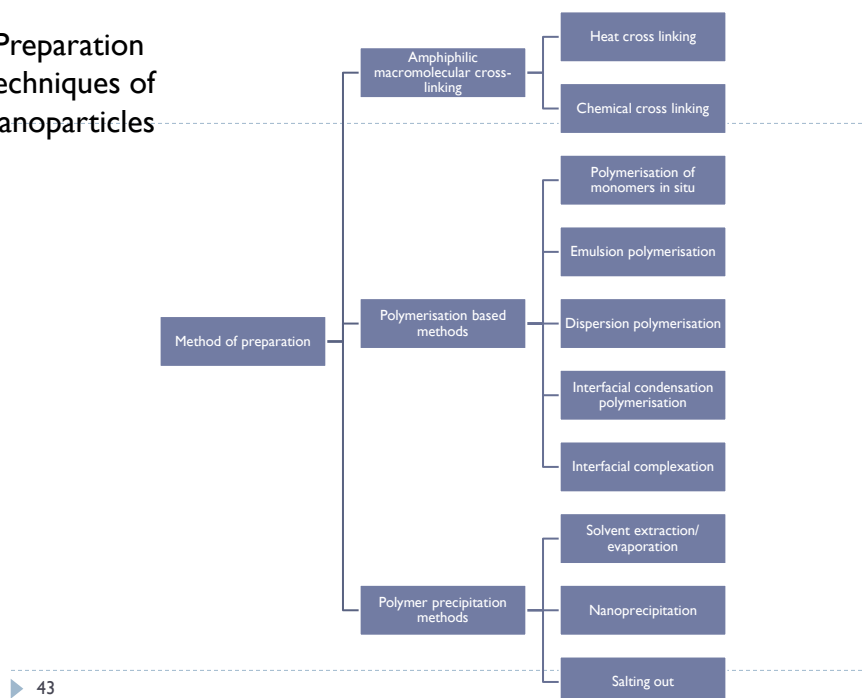 Preparation
echniques of
anoparticles
Method of preparation
Amphiphilic
macromolecular cross-
linking
Heat cross linking
Chemical cross linking
Polymerisation based
methods
Polymerisation of
monomers in situ
Emulsion polymerisation
Dispersion polymerisation
Interfacial condensation
polymerisation
Interfacial complexation
Polymer precipitation
methods
Solvent extraction/
evaporation
Nanoprecipitation
Salting out
43